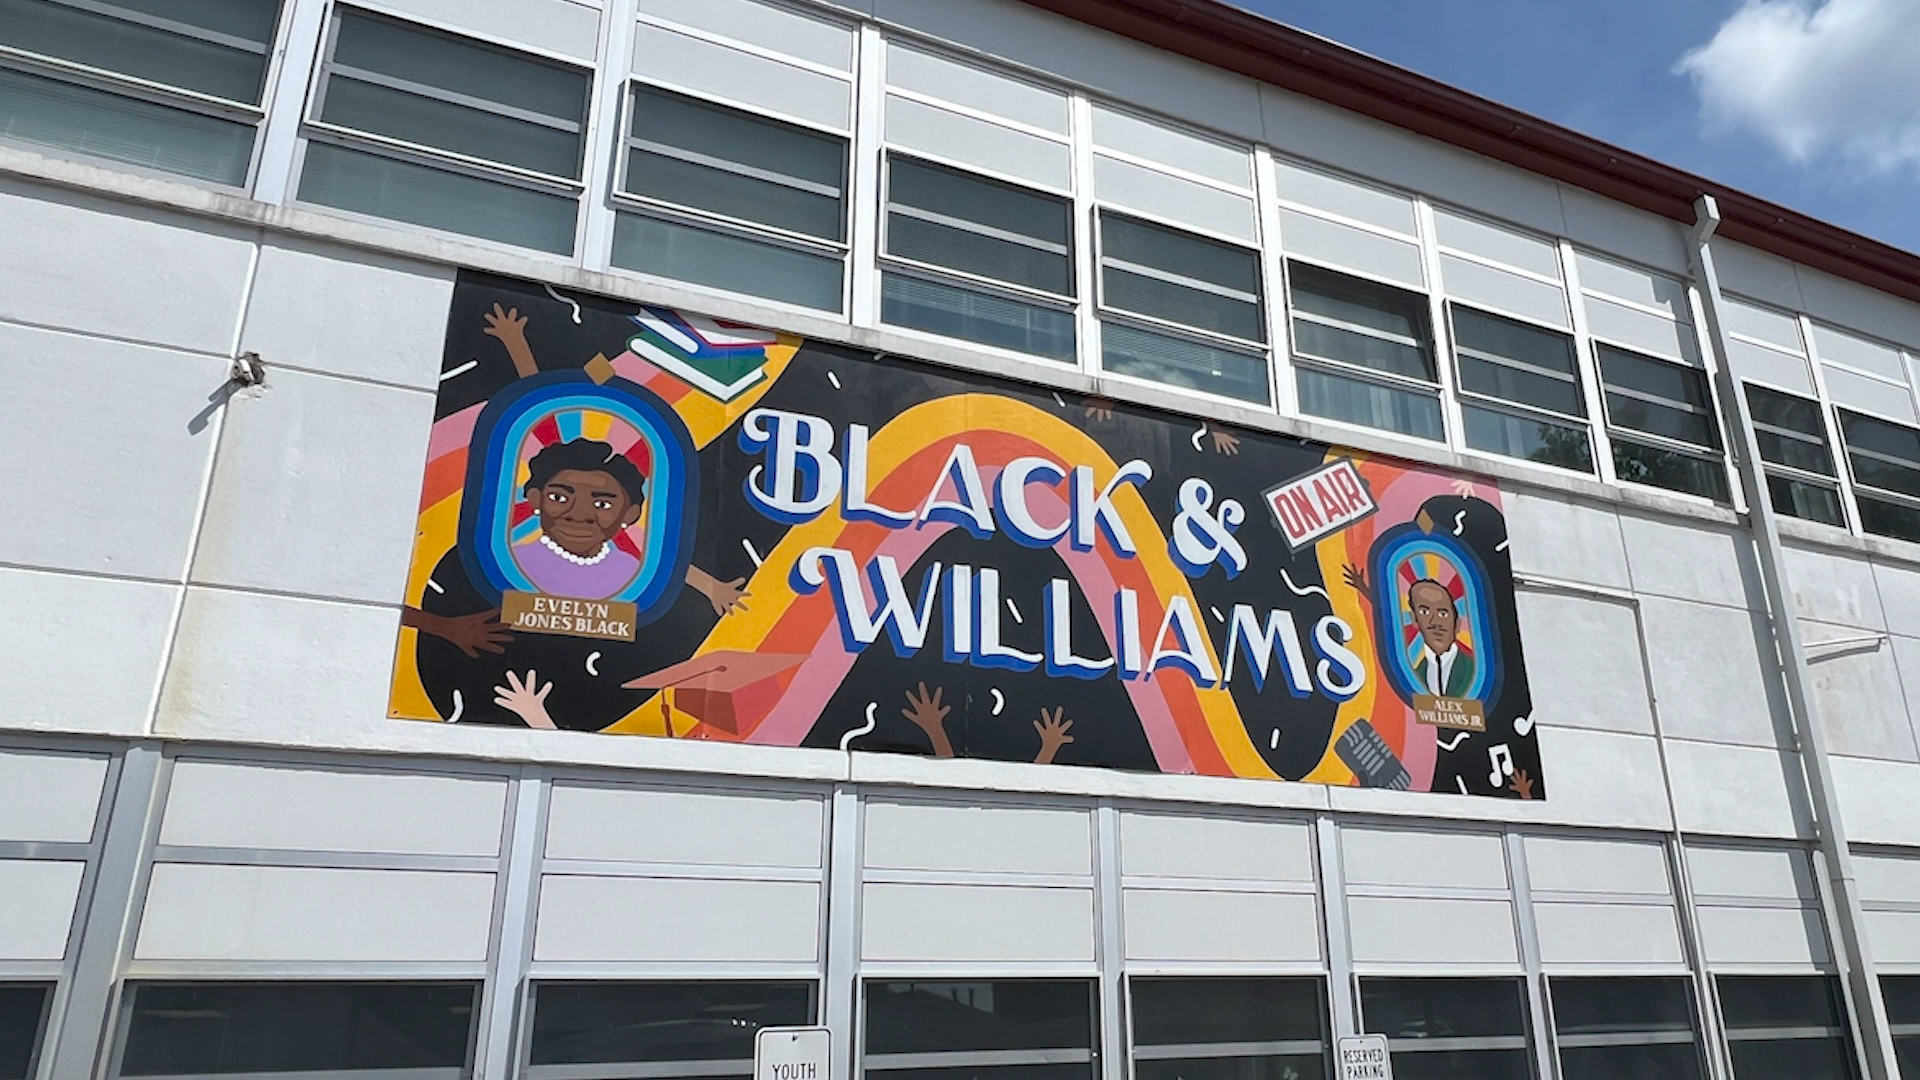 BLACK &
WILLIAMS
ON AIR
EVELYN
JONES BLACK
ALEX
WILLIAMS JR
YOUTH
RESERVED
PARKING